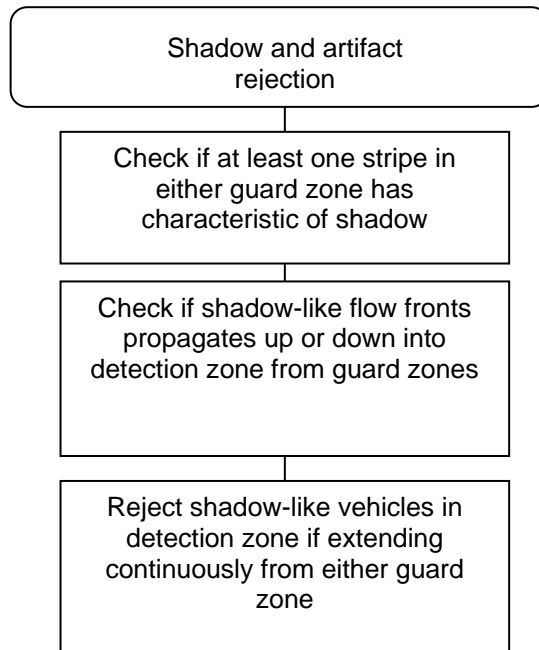 Shadow and artifact
rejection
Check if at least one stripe in
either guard zone has
characteristic of shadow
Check if shadow-like flow fronts
propagates up or down into
detection zone from guard zones
Reject shadow-like vehicles in
detection zone if extending
continuously from either guard
zone